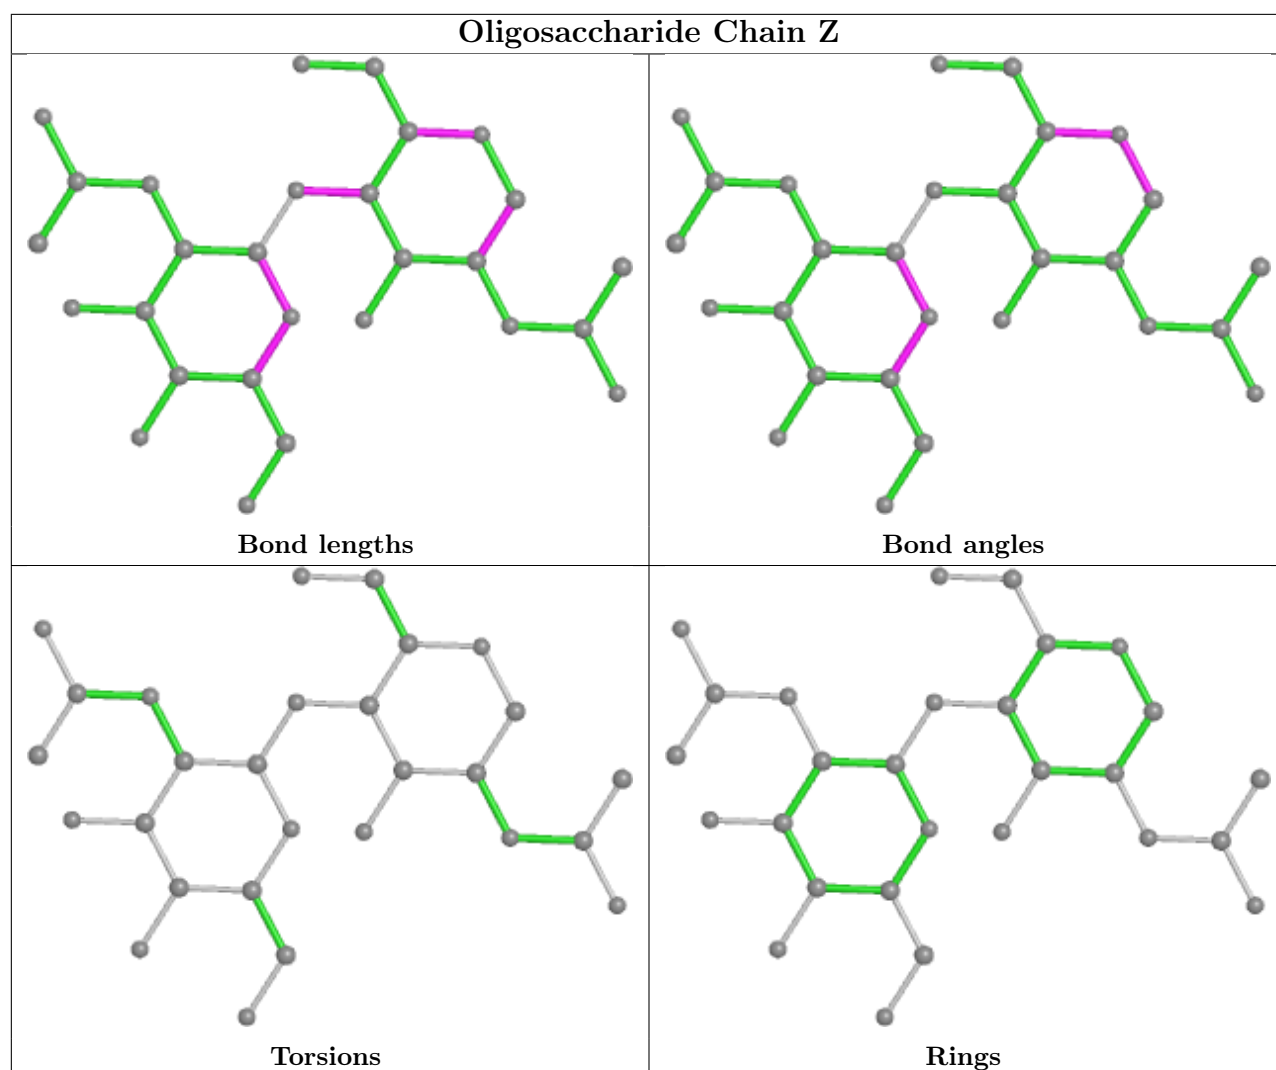 Oligosaccharide Chain Z
Bond lengths
Bond angles
Torsions
Rings